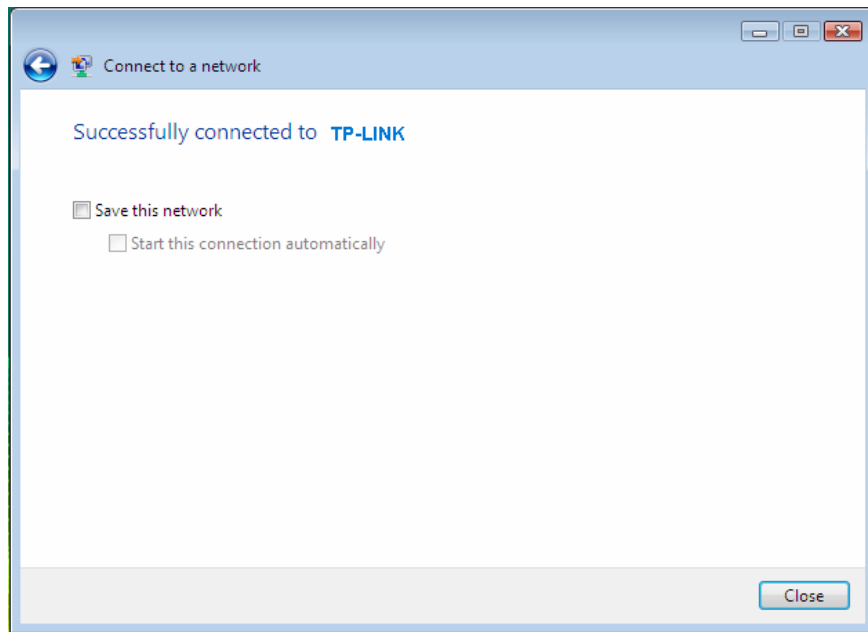 Connect to a network
Successfully connected to TP-LINK
Save this network
Start this connection automatically
Close